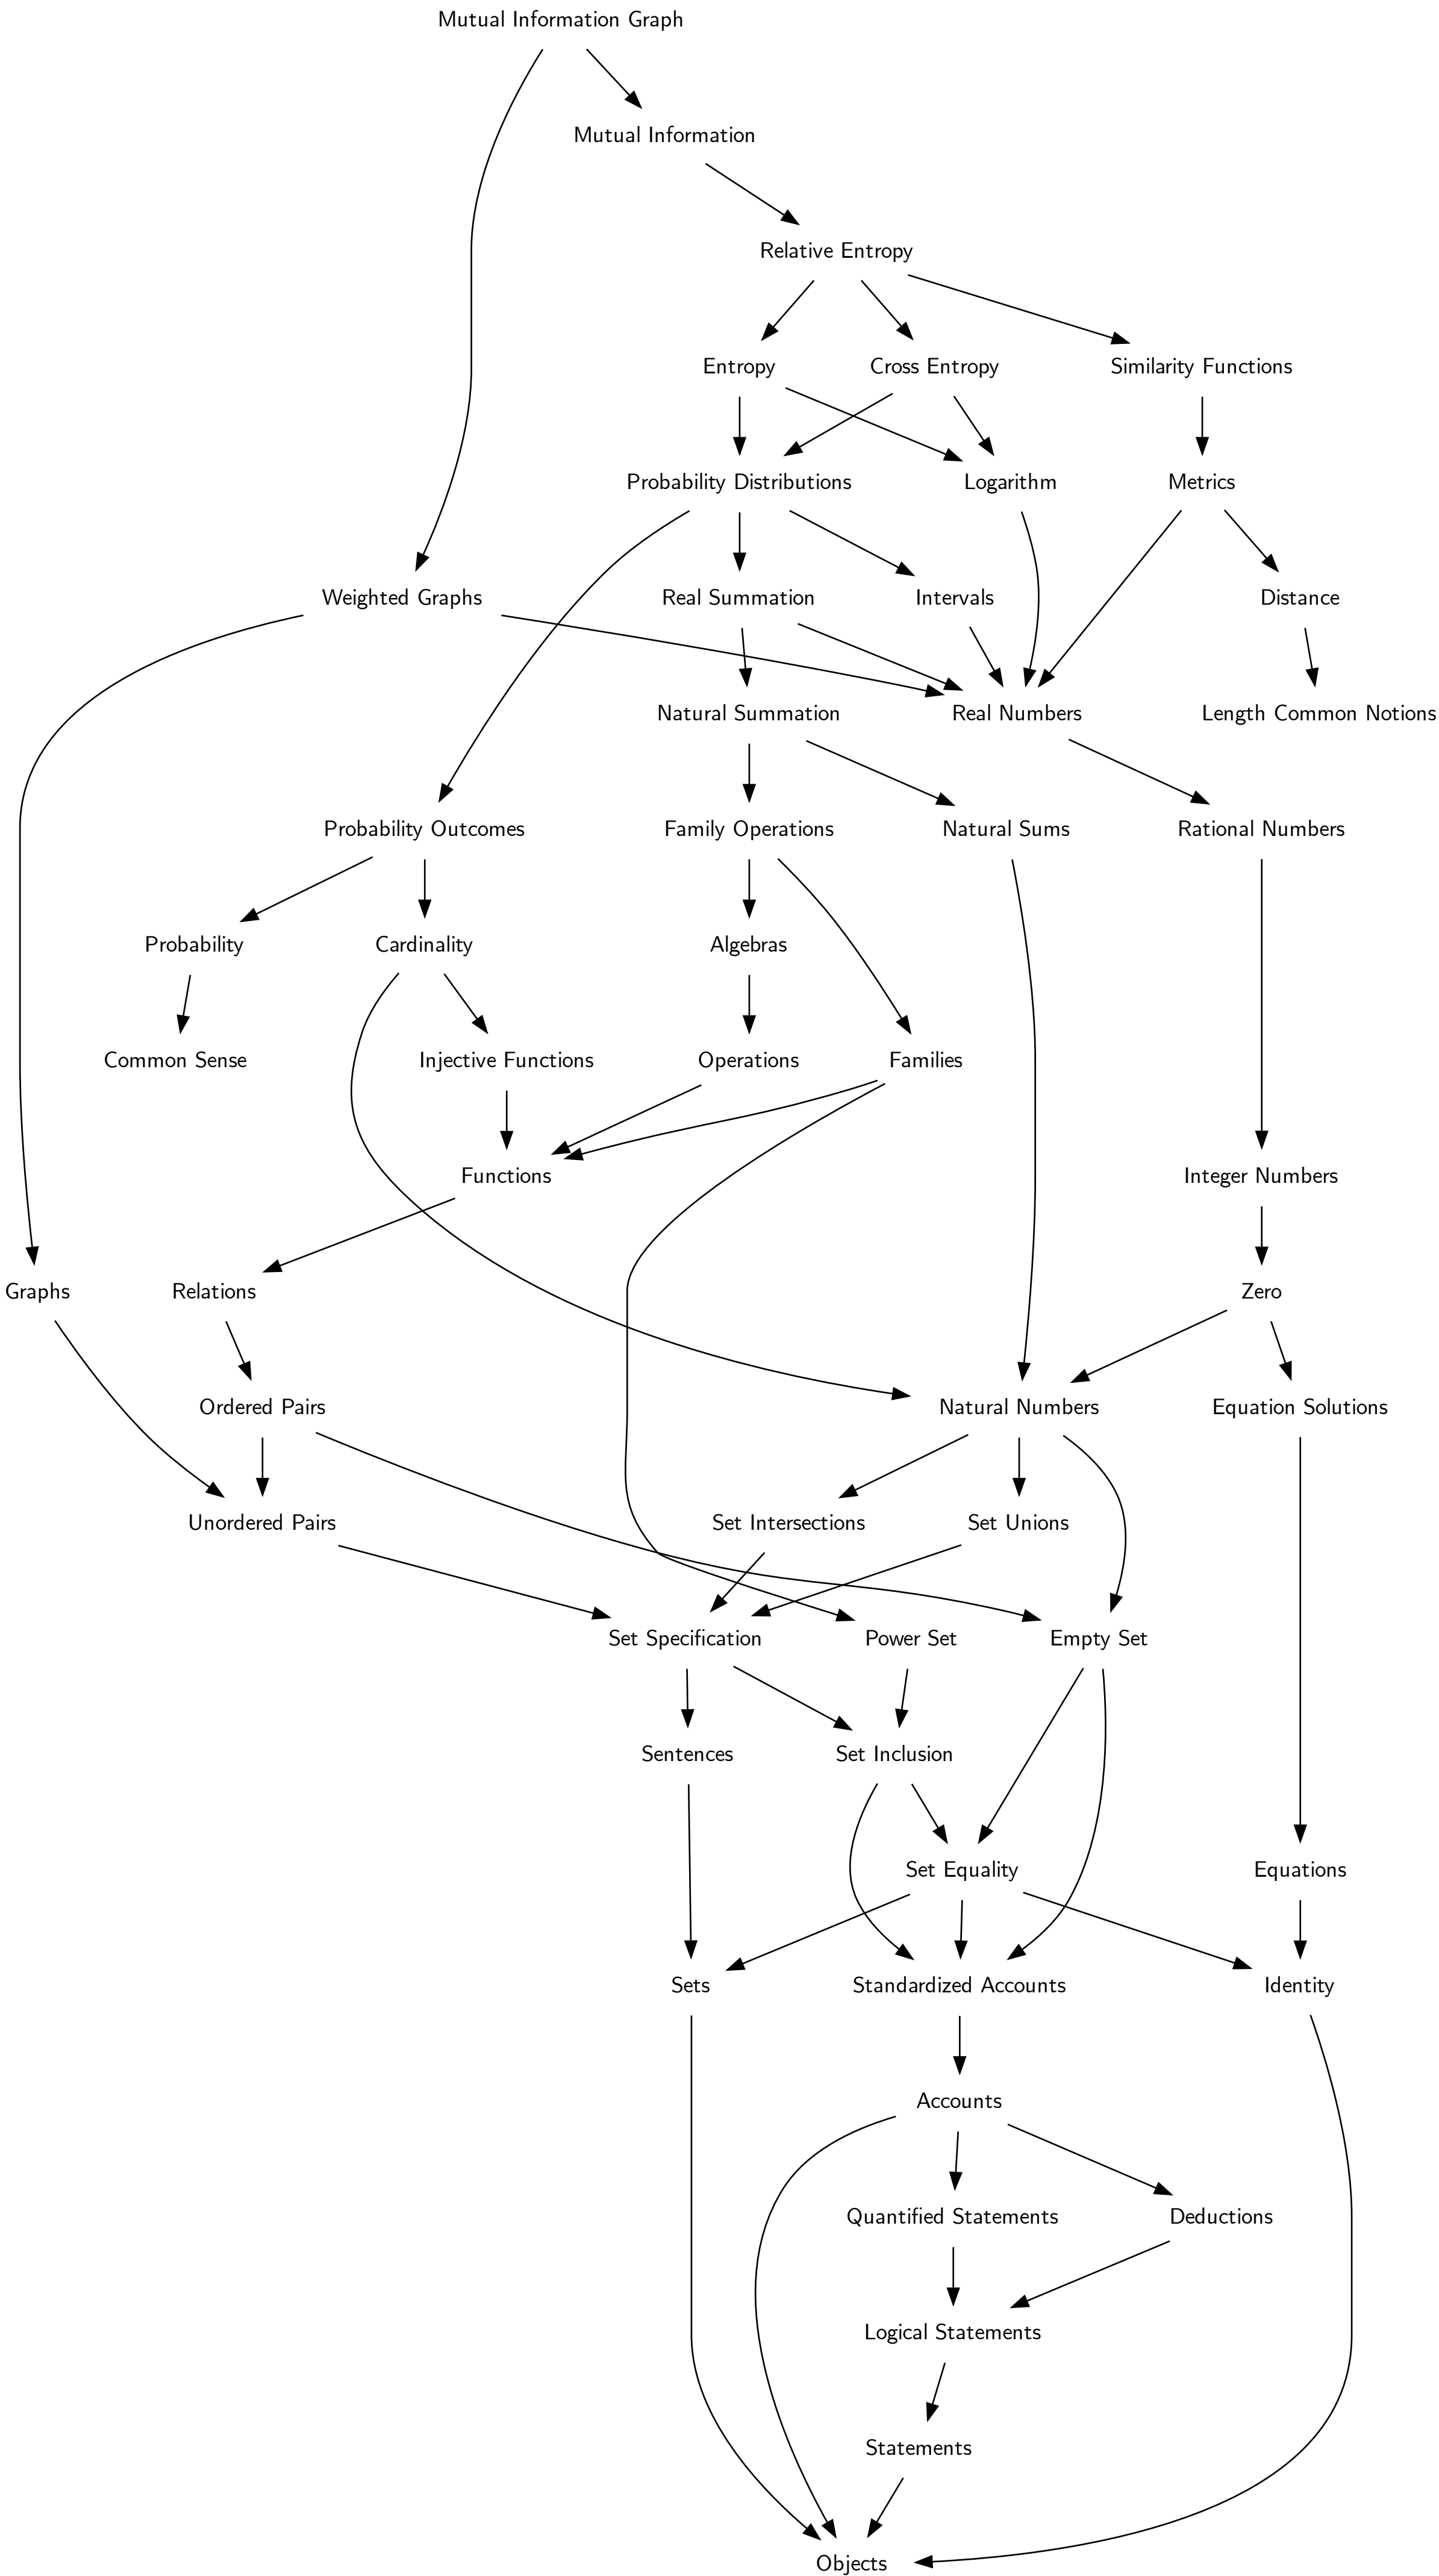 Mutual Information Graph
Mutual Information
Relative Entropy
Entropy
Cross Entropy
Similarity Functions
Probability Distributions
Logarithm
Metrics
Weighted Graphs
Real Summation
Intervals
Distance
Natural Summation
Real Numbers
Length Common Notions
Probability Outcomes
Family Operations
Natural Sums
Rational Numbers
Probability
Cardinality
Algebras
Common Sense
Injective Functions
Operations
Families
Functions
Integer Numbers
Graphs
Relations
Zero
Ordered Pairs
Natural Numbers
Equation Solutions
Unordered Pairs
Set Intersections
Set Unions
Set Specification
Power Set
Empty Set
Sentences
Set Inclusion
Set Equality
Equations
Sets
Standardized Accounts
Identity
Accounts
Quantified Statements
Deductions
Logical Statements
Statements
Objects